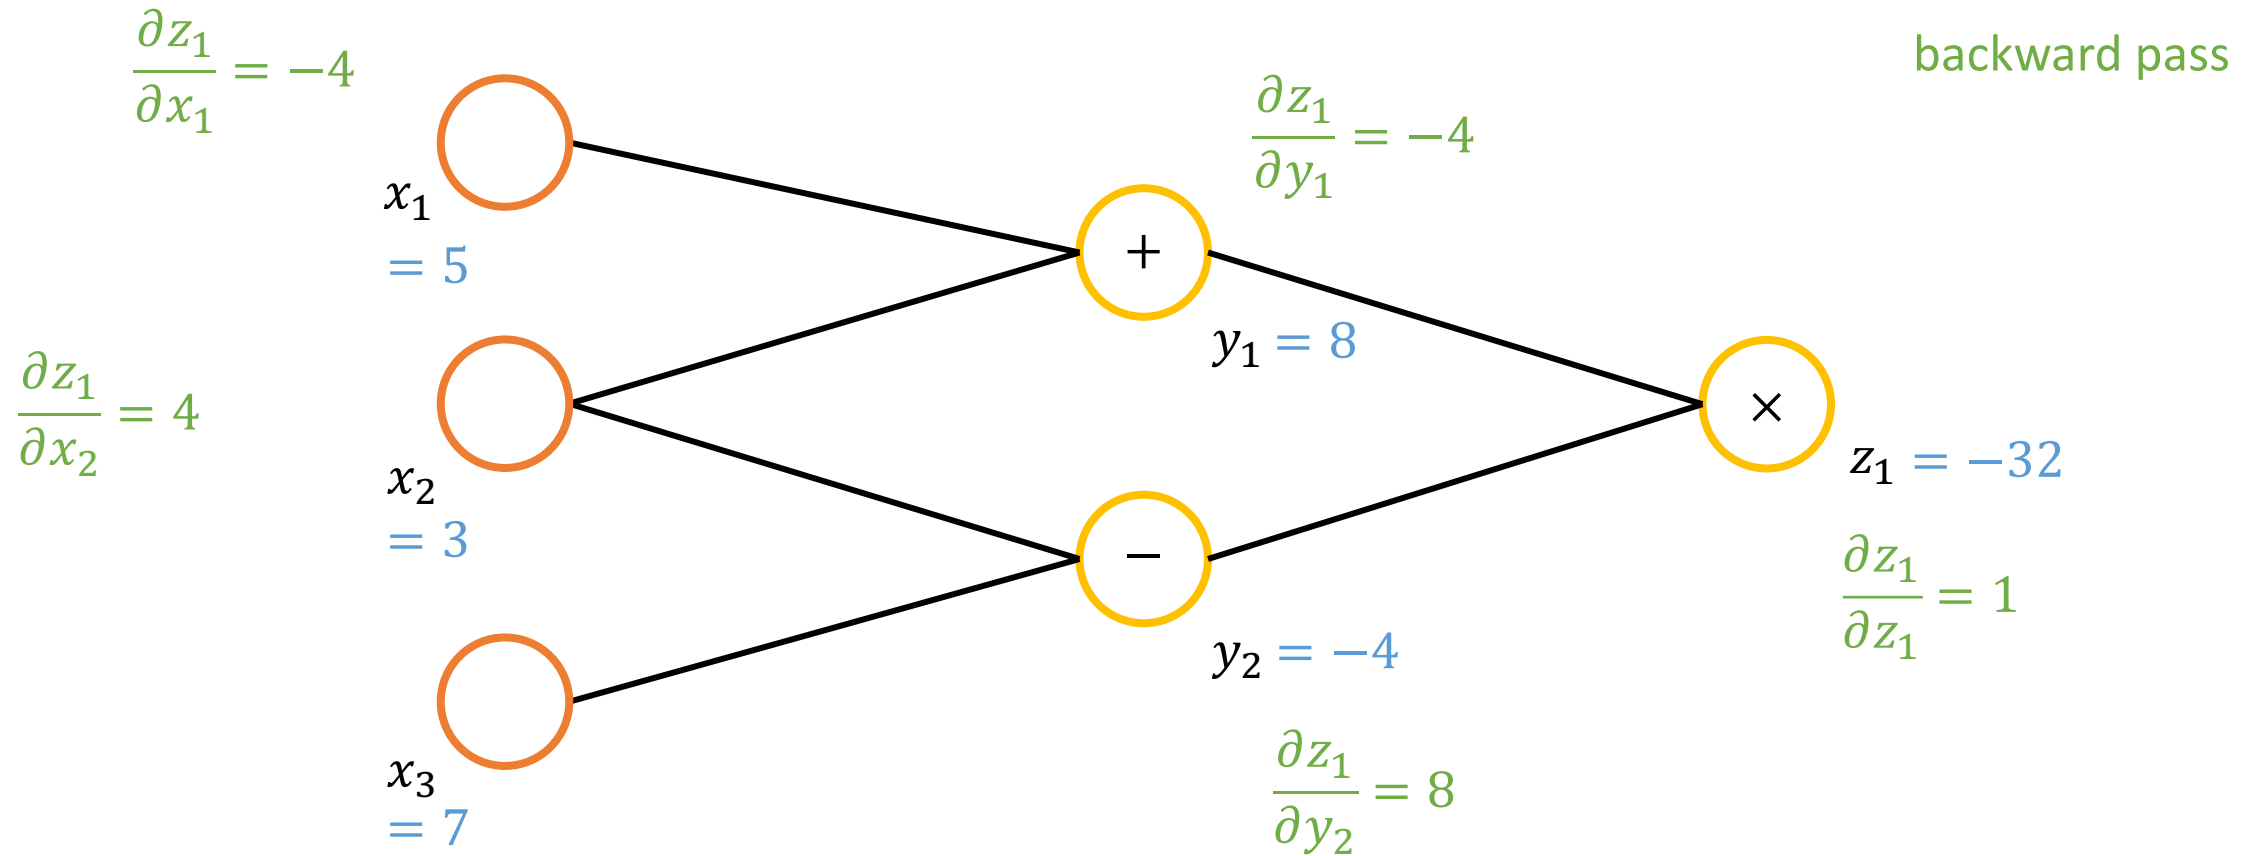 ∂z₁/∂x₁ = −4
backward pass
∂z₁/∂y₁ = −4
x₁
= 5
+
y₁ = 8
∂z₁/∂x₂ = 4
×
x₂
= 3
z₁ = −32
−
∂z₁/∂z₁ = 1
y₂ = −4
x₃
= 7
∂z₁/∂y₂ = 8